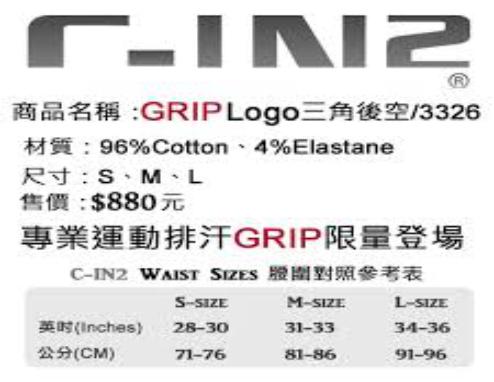 C-IN2
®
商品名稱 :GRIP Logo三角後空/3326
材質 : 96%Cotton、4%Elastane
尺寸 : S、M、L
售價 :$880元
專業運動排汗GRIP限量登場
C-IN2 WAIST SIZES 腰圍對照參考表
S-SIZE M-SIZE L-SIZE
英吋(Inches) 28-30 31-33 34-36
公分(CM) 71-76 81-86 91-96